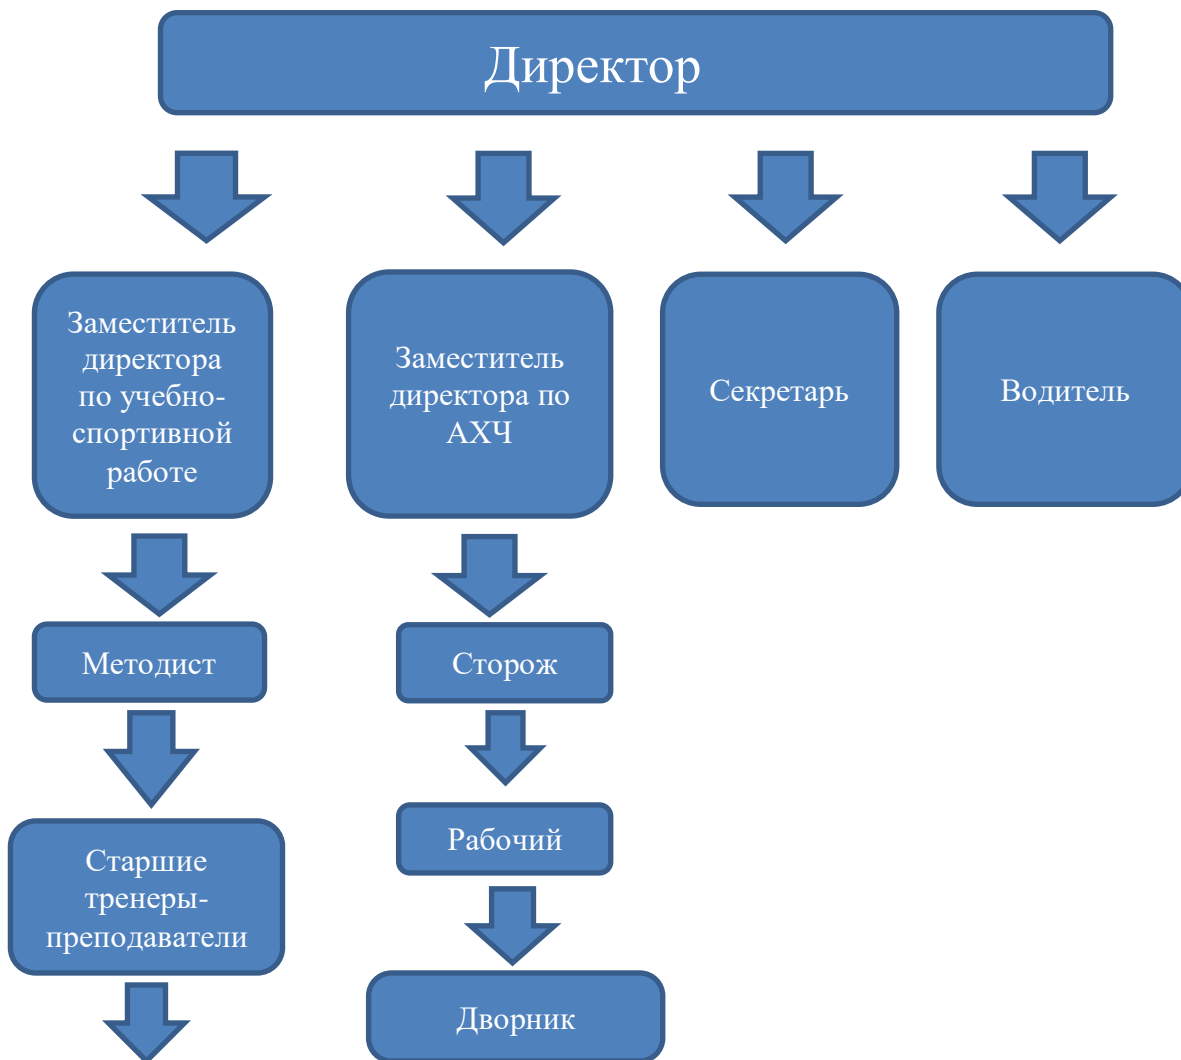 Директор
Заместитель
директора
по учебно-
спортивной
работе
Заместитель
директора по
АХЧ
Секретарь
Водитель
Методист
Сторож
Рабочий
Старшие
тренеры-
преподаватели
Дворник